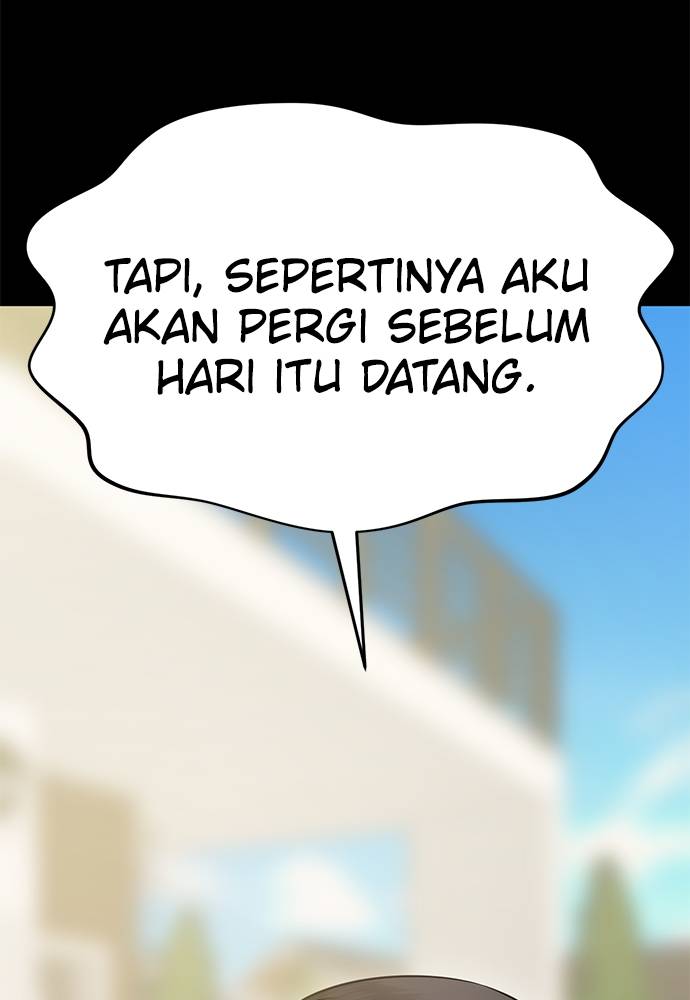 TAPI, SEPERTINYA AKU
AKAN PERGI SEBELUM
HARI ITU DATANG.